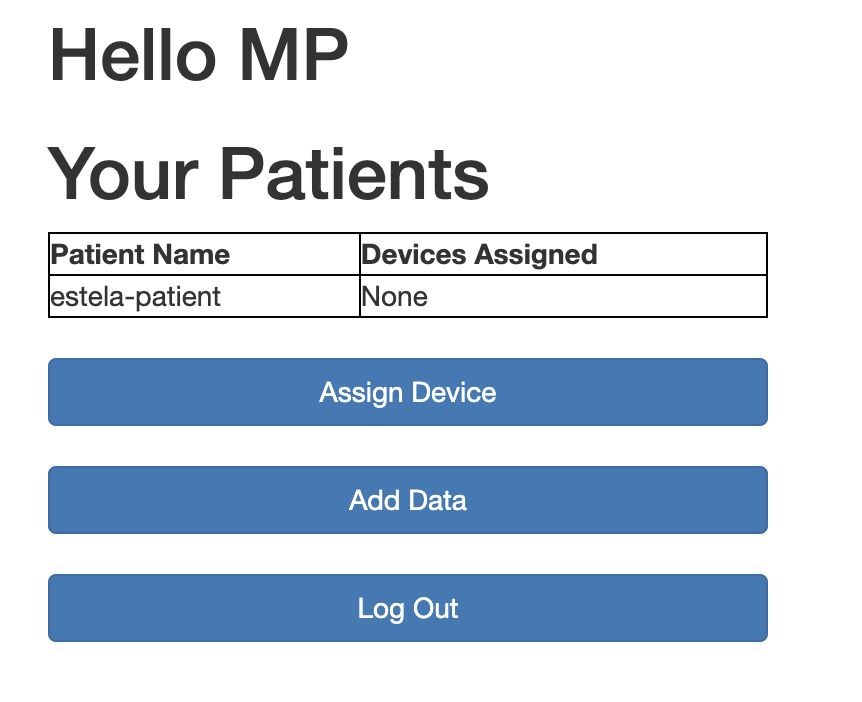 Hello MP
Your Patients
Patient Name Devices Assigned
estela-patient None
Assign Device
Add Data
Log Out